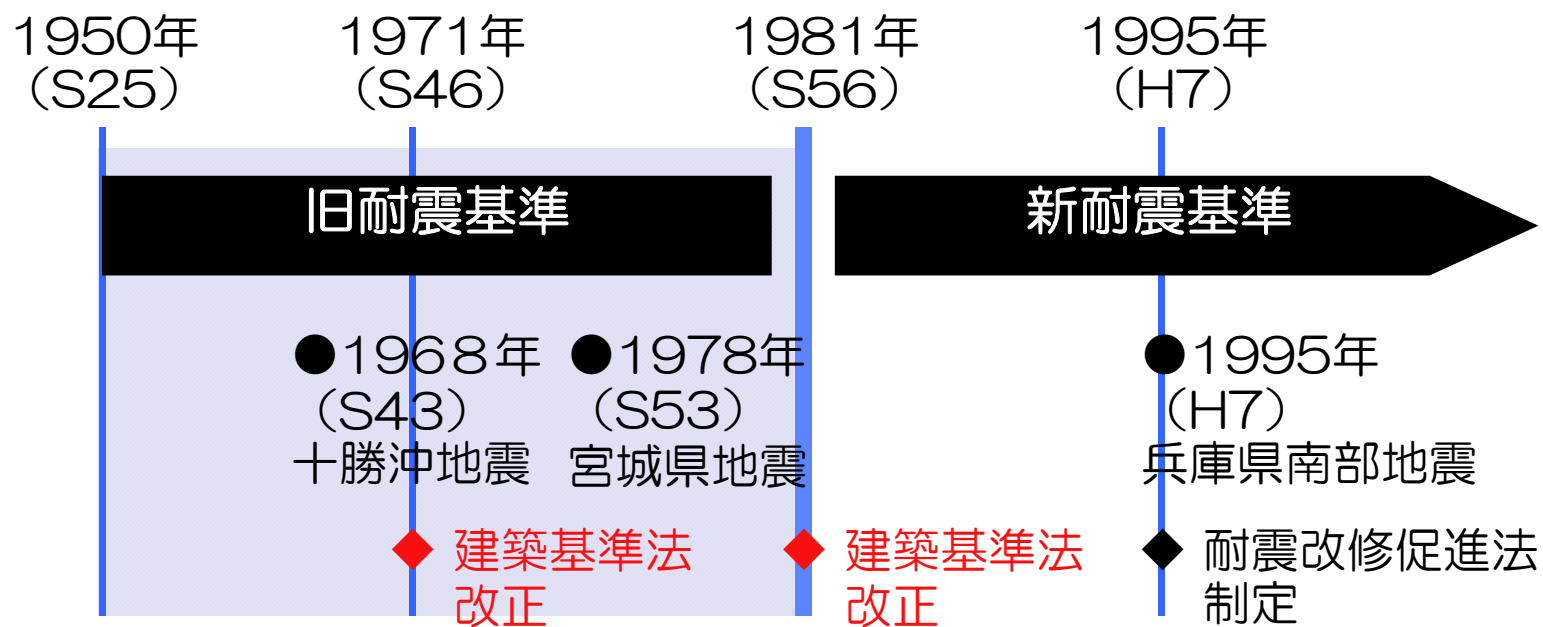 1950年
(S25)
1971年
(S46)
1981年
(S56)
1995年
(H7)
旧耐震基準
新耐震基準
●1968年
(S43)
十勝沖地震
●1978年
(S53)
宮城県地震
●1995年
(H7)
兵庫県南部地震
◆ 建築基準法
改正
◆ 建築基準法
改正
◆ 耐震改修促進法
制定